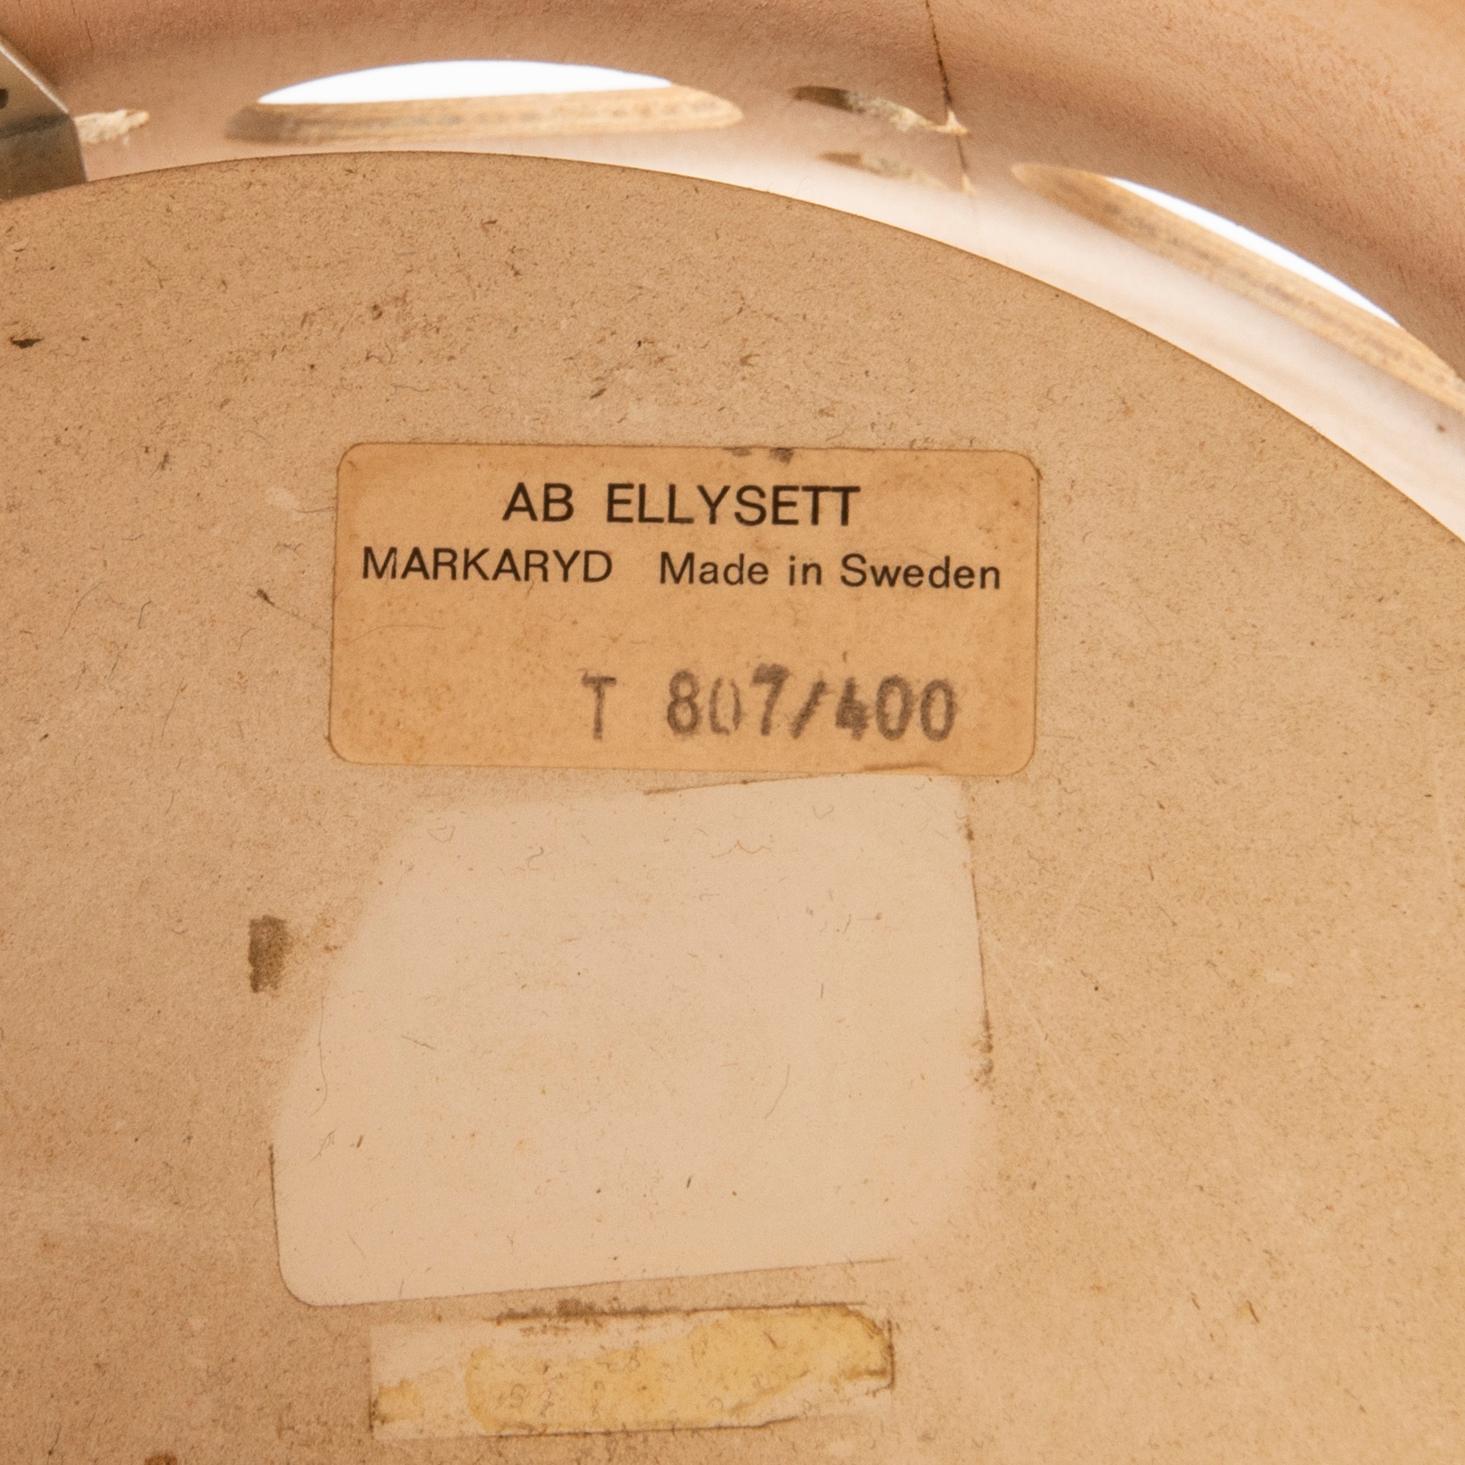 AB ELLYSETT
MARKARYD Made in Sweden
T 807/400